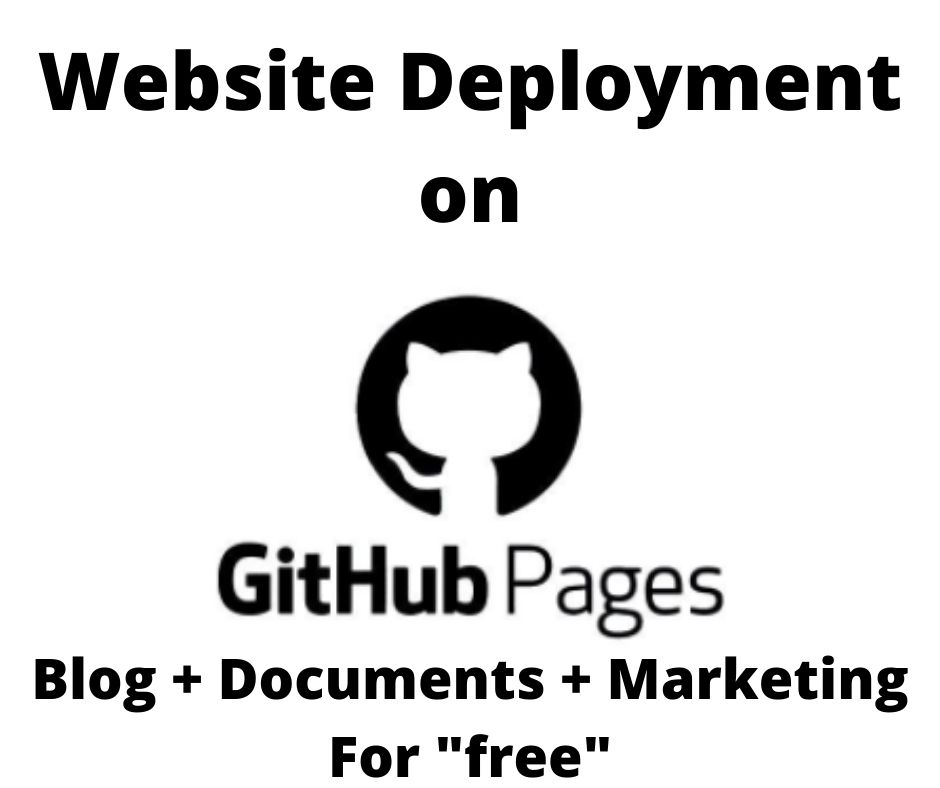 Website Deployment
on
GitHub Pages
Blog + Documents + Marketing
For "free"